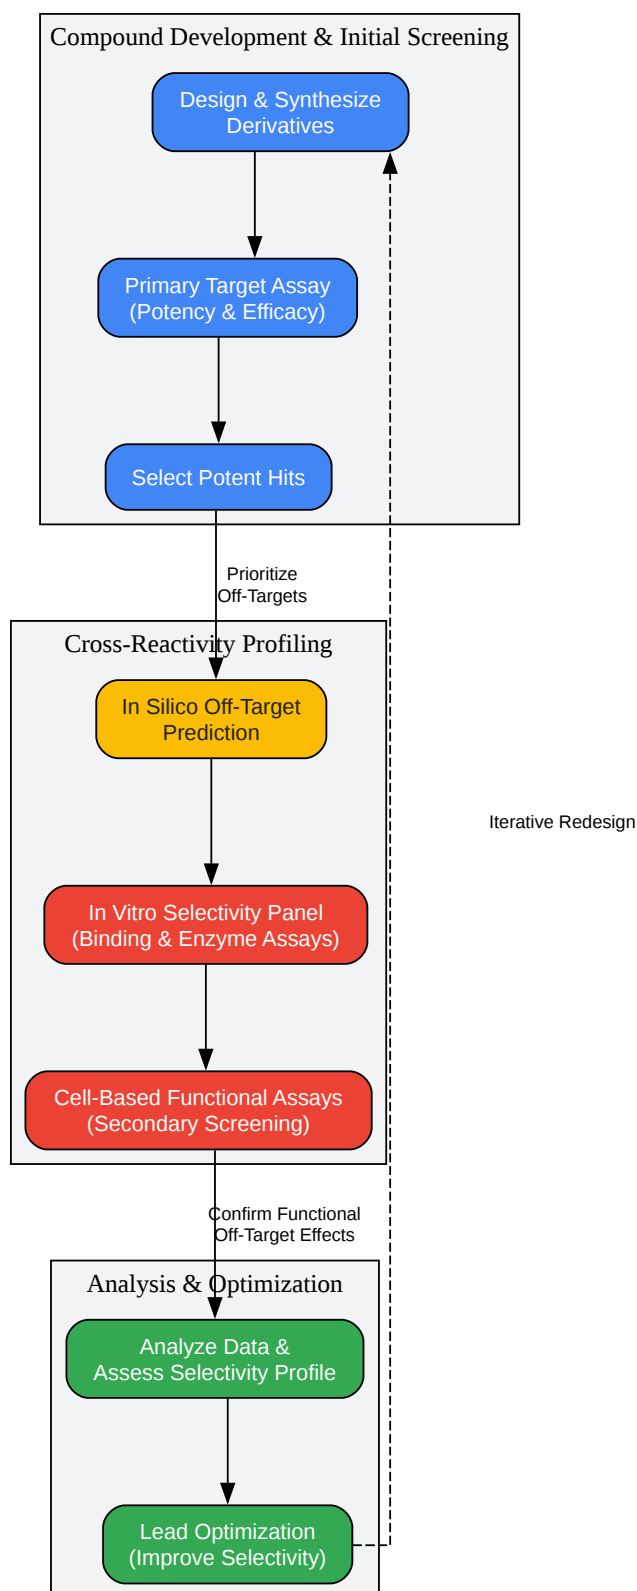 Compound Development & Initial Screening
Design & Synthesize
Derivatives
Primary Target Assay
(Potency & Efficacy)
Select Potent Hits
Prioritize
Off-Targets
Cross-Reactivity Profiling
In Silico Off-Target
Prediction
Iterative Redesign
In Vitro Selectivity Panel
(Binding & Enzyme Assays)
Cell-Based Functional Assays
(Secondary Screening)
Confirm Functional
Off-Target Effects
Analysis & Optimization
Analyze Data &
Assess Selectivity Profile
Lead Optimization
(Improve Selectivity)